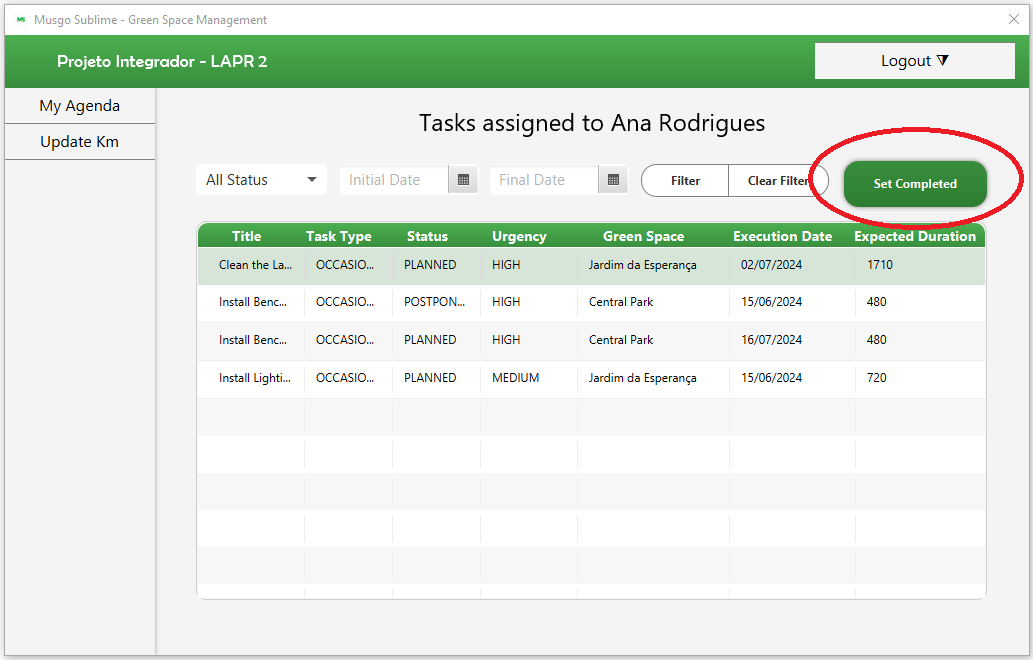 MS Musgo Sublime - Green Space Management
Projeto Integrador - LAPR 2
Logout
My Agenda
Update Km
Tasks assigned to Ana Rodrigues
All Status Initial Date Final Date Filter Clear Filter Set Completed
Title Task Type Status Urgency Green Space Execution Date Expected Duration
Clean the La... OCCASIO... PLANNED HIGH Jardim da Esperança 02/07/2024 1710
Install Benc... OCCASIO... POSTPON... HIGH Central Park 15/06/2024 480
Install Benc... OCCASIO... PLANNED HIGH Central Park 16/07/2024 480
Install Lighti... OCCASIO... PLANNED MEDIUM Jardim da Esperança 15/06/2024 720